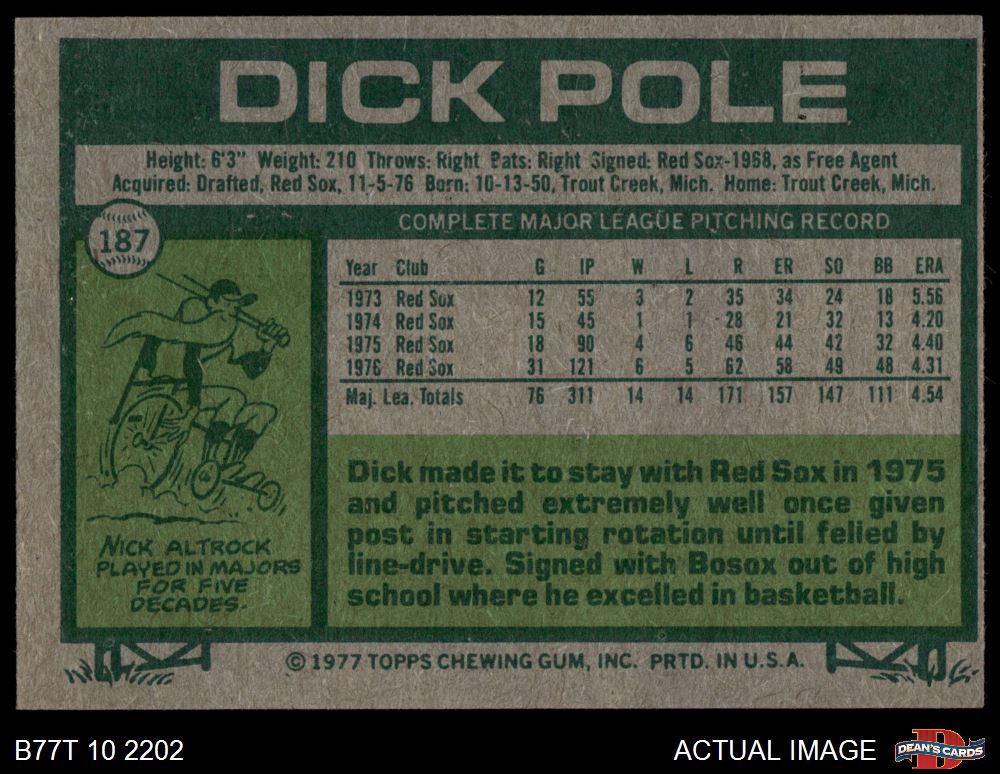 DICK POLE
Height: 6'3" Weight: 210 Throws: Right Bats: Right Signed: Red Sox-1968, as Free Agent
Acquired: Drafted, Red Sox, 11-5-76 Born: 10-13-50, Trout Creek, Mich. Home: Trout Creek, Mich.
187
COMPLETE MAJOR LEAGUE PITCHING RECORD
Year Club G IP W L R ER SO BB ERA
1973 Red Sox 12 55 3 2 35 34 24 18 5.56
1974 Red Sox 15 45 1 1 28 21 32 13 4.20
1975 Red Sox 18 90 4 6 46 44 42 32 4.40
1976 Red Sox 31 121 6 5 62 58 49 48 4.31
Maj. Lea. Totals 76 311 14 14 171 157 147 111 4.54
NICK ALTROCK
PLAYED IN MAJORS
FOR FIVE
DECADES.
Dick made it to stay with Red Sox in 1975
and pitched extremely well once given
post in starting rotation until felled by
line-drive. Signed with Bosox out of high
school where he excelled in basketball.
© 1977 TOPPS CHEWING GUM, INC. PRTD. IN U.S.A.
B77T 10 2202
ACTUAL IMAGE
DEAN'S CARDS